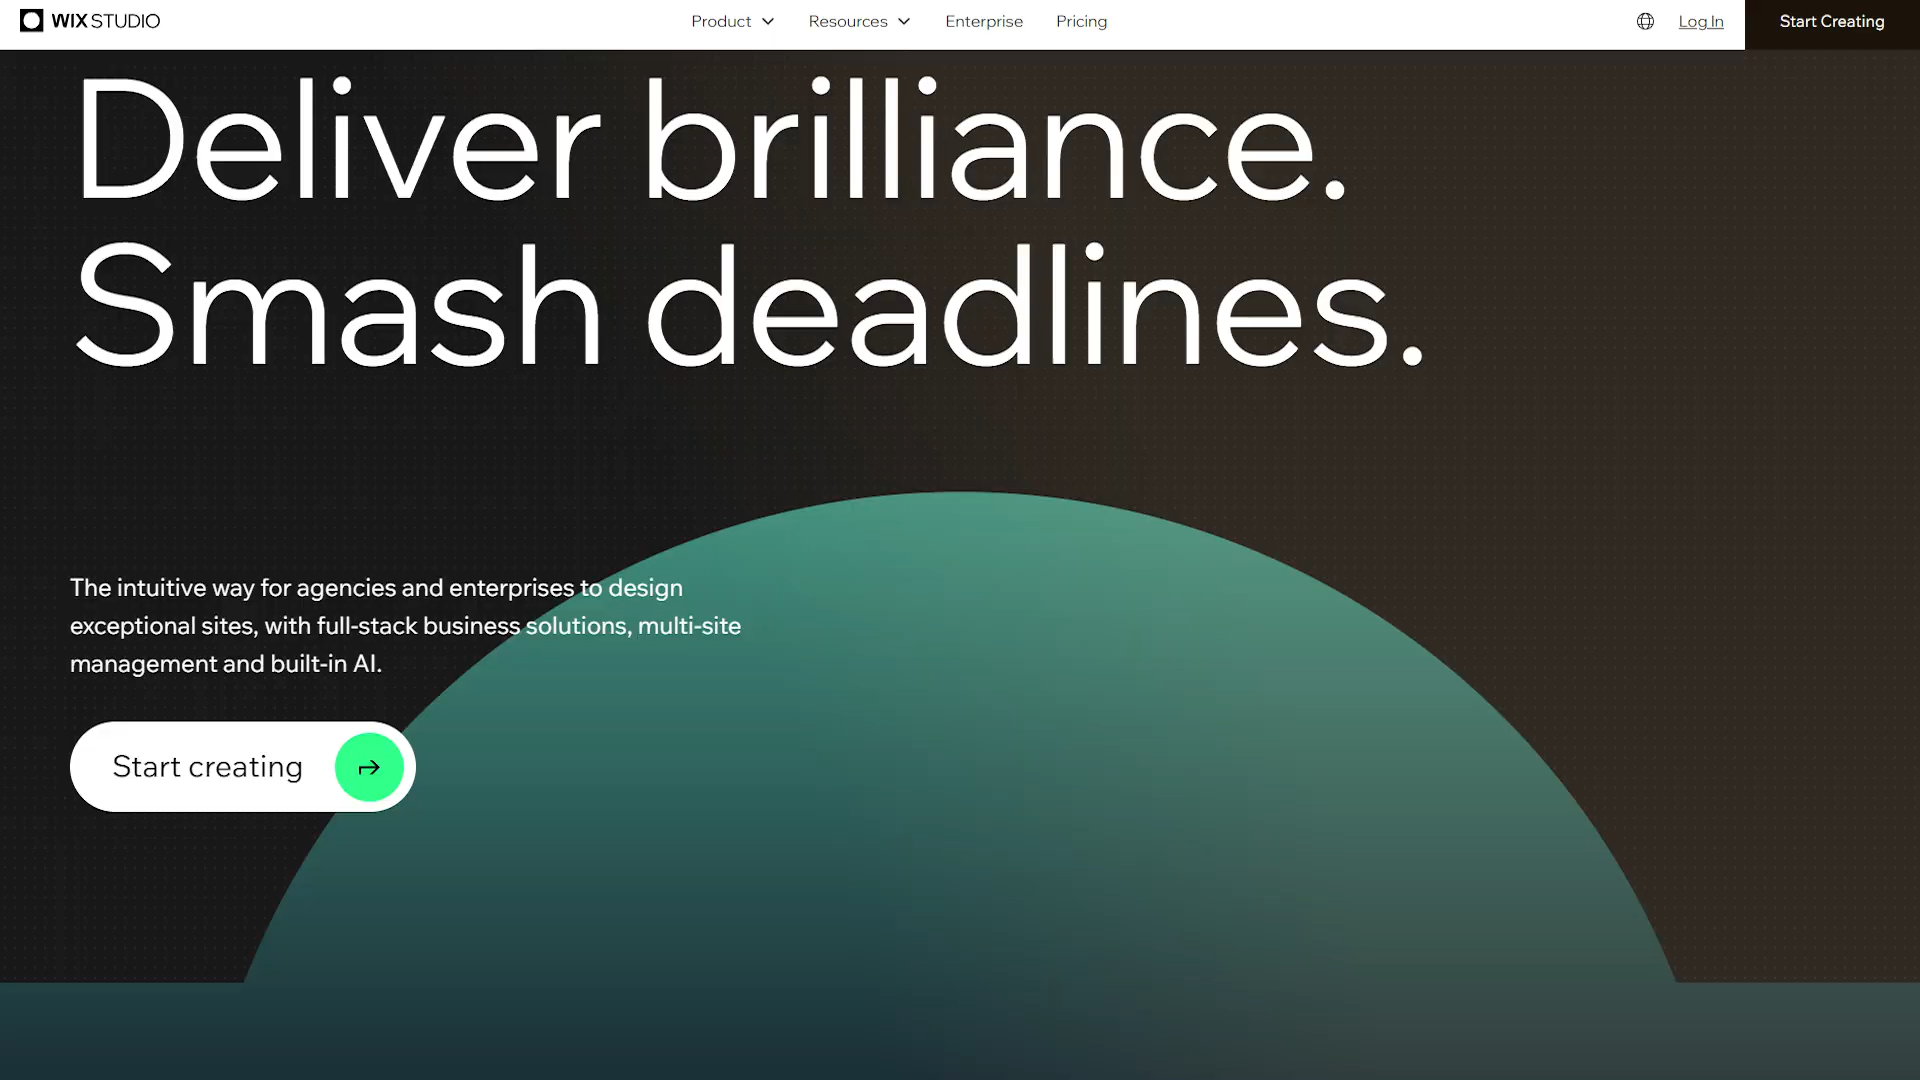 WIX STUDIO
Product
Resources
Enterprise
Pricing
Log In
Start Creating
Deliver brilliance.
Smash deadlines.
The intuitive way for agencies and enterprises to design
exceptional sites, with full-stack business solutions, multi-site
management and built-in AI.
Start creating